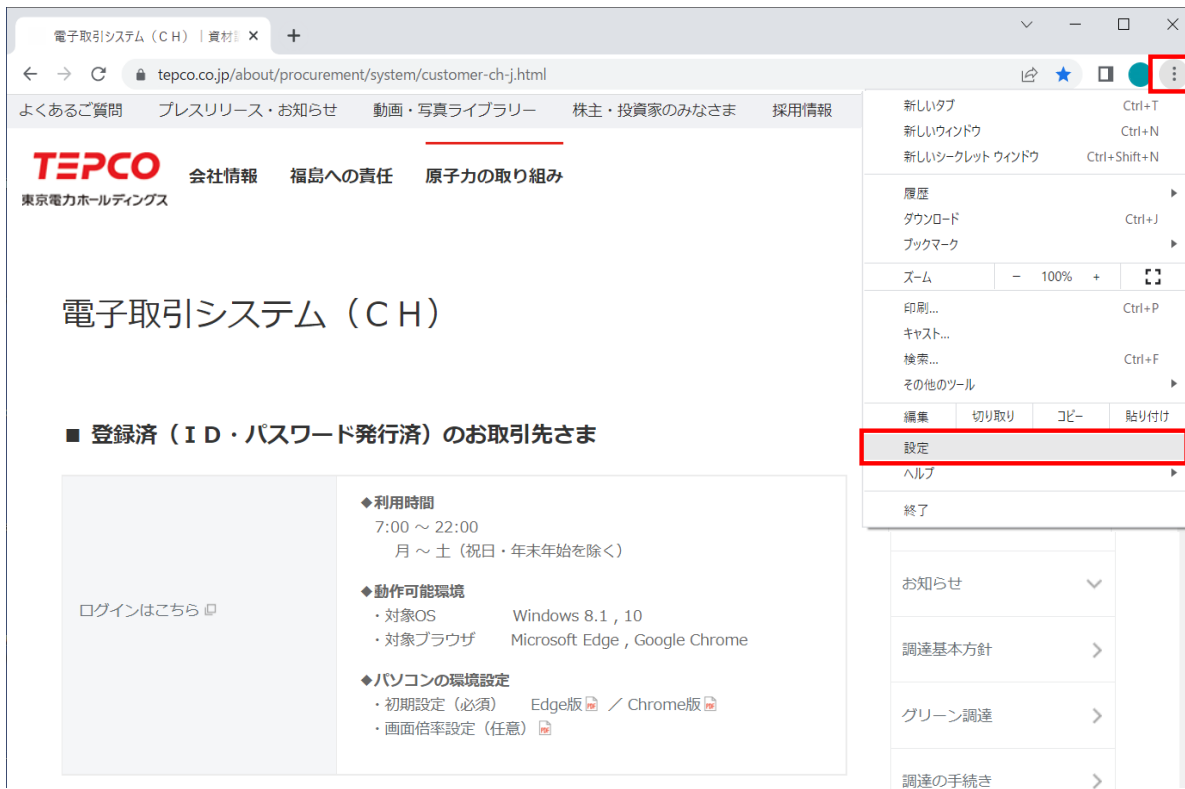 電子取引システム（ＣＨ）｜資材
tepco.co.jp/about/procurement/system/customer-ch-j.html
よくあるご質問 プレスリリース・お知らせ 動画・写真ライブラリー 株主・投資家のみなさま 採用情報
TEPCO
東京電力ホールディングス
会社情報 福島への責任 原子力の取り組み
新しいタブ Ctrl+T
新しいウィンドウ Ctrl+N
新しいシークレット ウィンドウ Ctrl+Shift+N
履歴
ダウンロード Ctrl+J
ブックマーク
ズーム − 100% +
印刷... Ctrl+P
キャスト...
検索... Ctrl+F
その他のツール
編集 切り取り コピー 貼り付け
設定
ヘルプ
終了
電子取引システム（ＣＨ）
■ 登録済（ＩＤ・パスワード発行済）のお取引先さま
ログインはこちら
◆利用時間
7:00 ～ 22:00
月 ～ 土（祝日・年末年始を除く）
◆動作可能環境
・対象OS Windows 8.1 , 10
・対象ブラウザ Microsoft Edge , Google Chrome
◆パソコンの環境設定
・初期設定（必須） Edge版 ／ Chrome版
・画面倍率設定（任意）
お知らせ
調達基本方針
グリーン調達
調達の手続き